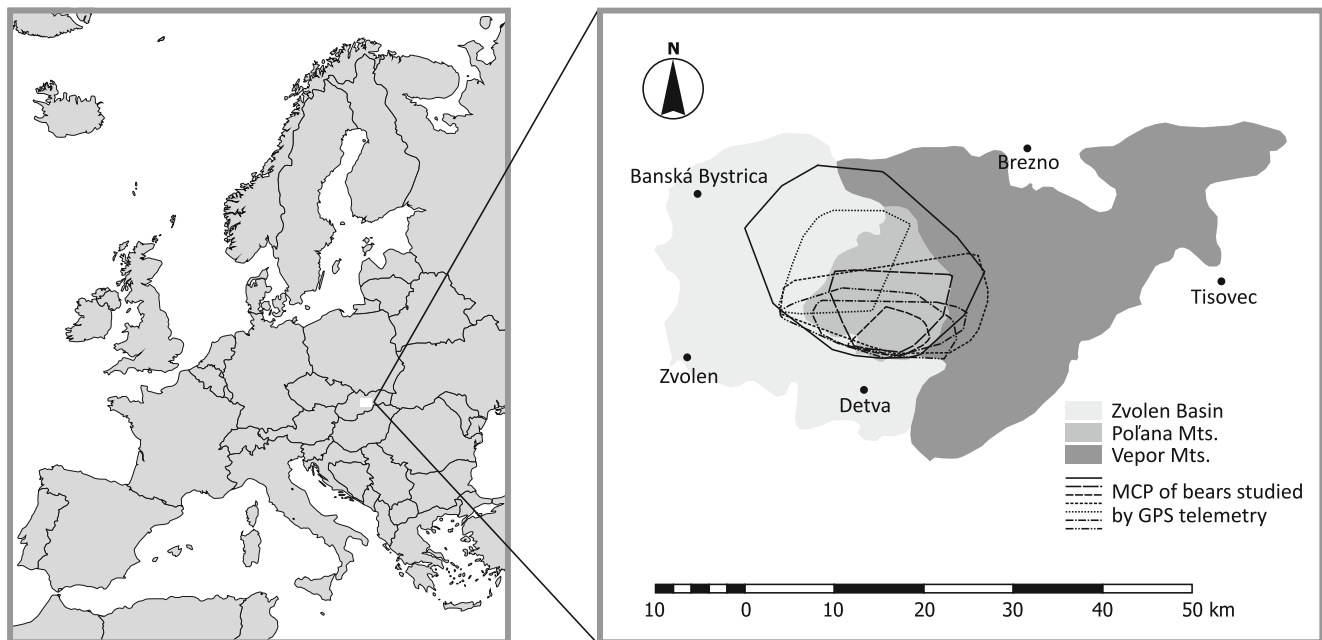 N
Brezno
Banská Bystrica
Tisovec
Zvolen
Detva
Zvolen Basin
Poľana Mts.
Vepor Mts.
MCP of bears studied
by GPS telemetry
10 0 10 20 30 40 50 km